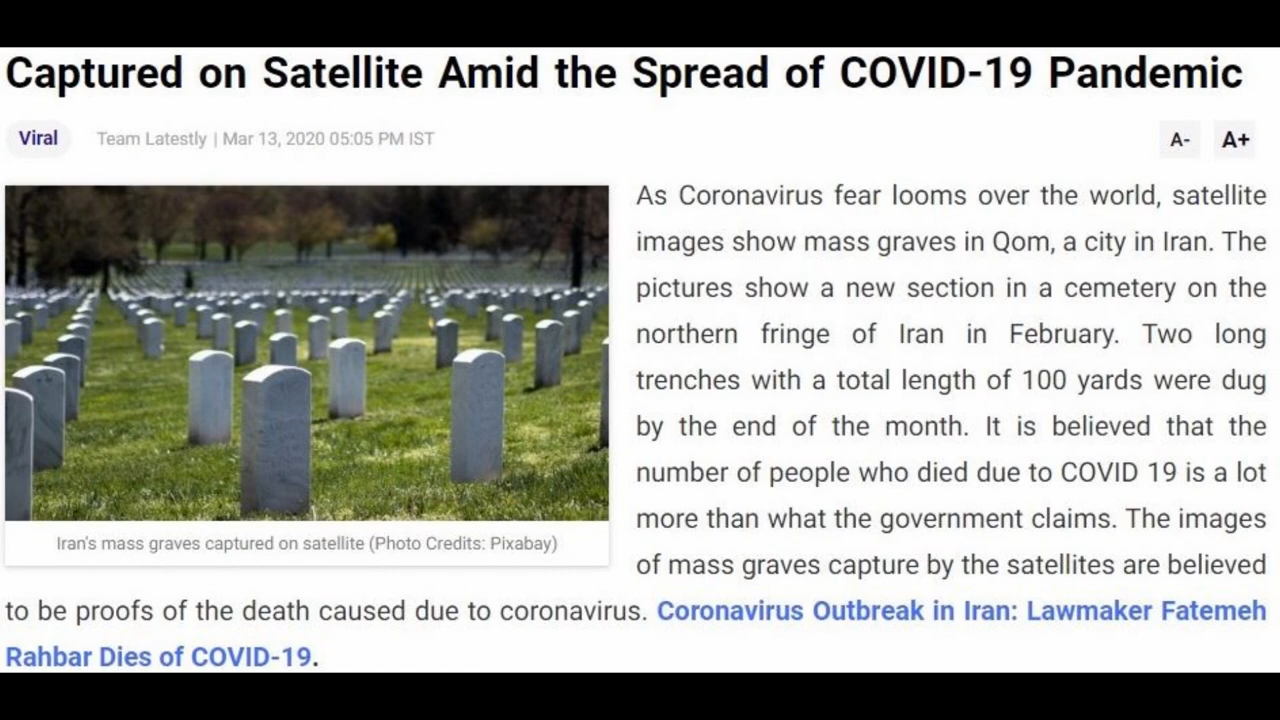 Captured on Satellite Amid the Spread of COVID-19 Pandemic
Viral
Team Latestly | Mar 13, 2020 05:05 PM IST
A-
A+
Iran's mass graves captured on satellite (Photo Credits: Pixabay)
As Coronavirus fear looms over the world, satellite
images show mass graves in Qom, a city in Iran. The
pictures show a new section in a cemetery on the
northern fringe of Iran in February. Two long
trenches with a total length of 100 yards were dug
by the end of the month. It is believed that the
number of people who died due to COVID 19 is a lot
more than what the government claims. The images
of mass graves capture by the satellites are believed
to be proofs of the death caused due to coronavirus. Coronavirus Outbreak in Iran: Lawmaker Fatemeh
Rahbar Dies of COVID-19.